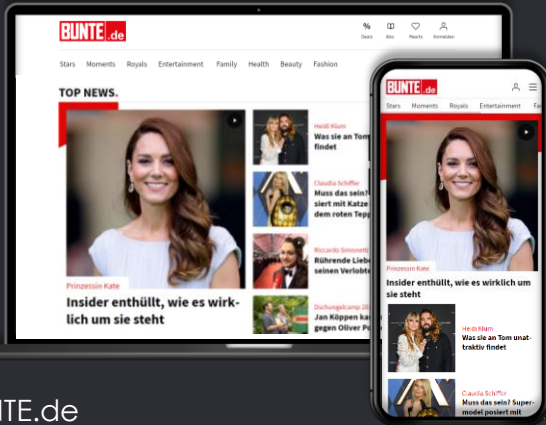 BUNTE.de
%
Deals
Abo
Hearts
Anmelden
Stars Moments Royals Entertainment Family Health Beauty Fashion
TOP NEWS.
Prinzessin Kate
Insider enthüllt, wie es wirk-
lich um sie steht
Heidi Klum
Was sie an Tom
findet
Claudia Schiffer
Muss das sein?
siert mit Katze
dem roten Tepp
Riccardo Simonetti
Rührende Lieb
seinen Verlobte
Dschungelcamp 20
Jan Köppen ka
gegen Oliver Po
BUNTE.de
Stars Moments Royals Entertainment Fa
Prinzessin Kate
Insider enthüllt, wie es wirklich um
sie steht
Heidi Klum
Was sie an Tom unat-
traktiv findet
Claudia Schiffer
Muss das sein? Super-
model posiert mit
NTE.de